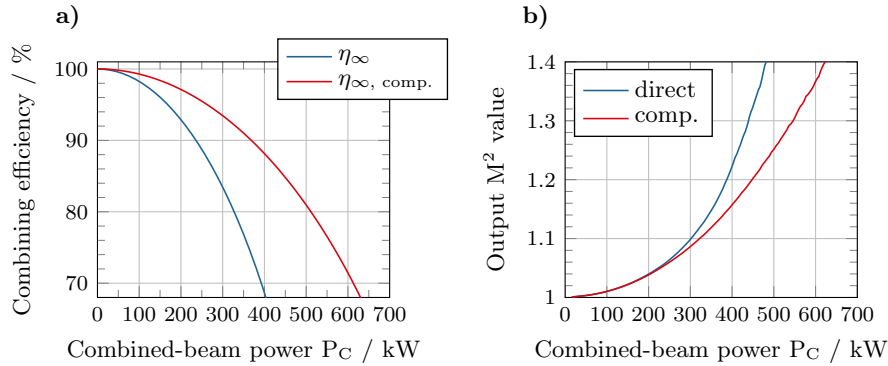 a)
η∞
η∞, comp.
Combining efficiency / %
100
90
80
70
0 100 200 300 400 500 600 700
Combined-beam power P_C / kW
b)
direct
comp.
Output M² value
1.4
1.3
1.2
1.1
1
0 100 200 300 400 500 600 700
Combined-beam power P_C / kW